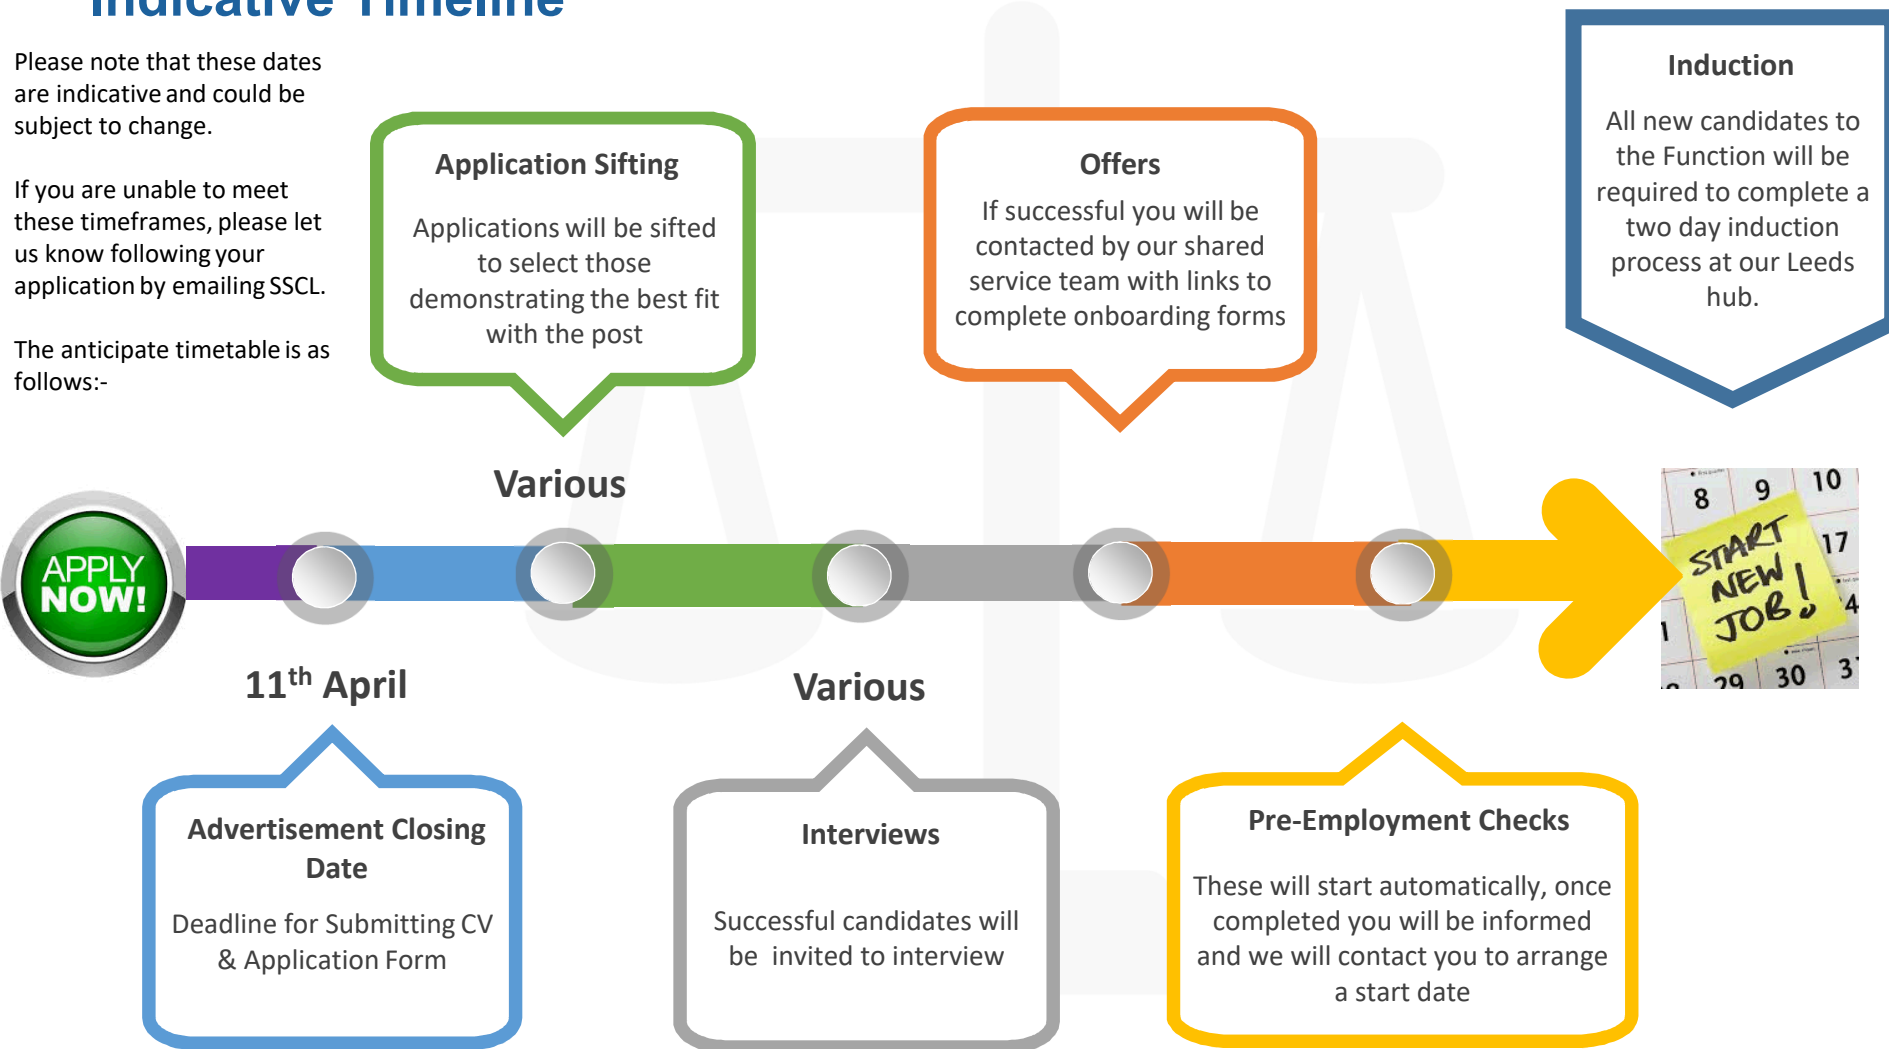 Indicative Timeline
Please note that these dates
are indicative and could be
subject to change.
If you are unable to meet
these timeframes, please let
us know following your
application by emailing SSCL.
The anticipate timetable is as
follows:-
Application Sifting
Applications will be sifted
to select those
demonstrating the best fit
with the post
Offers
If successful you will be
contacted by our shared
service team with links to
complete onboarding forms
Induction
All new candidates to
the Function will be
required to complete a
two day induction
process at our Leeds
hub.
Various
APPLY
NOW!
8 9 10
START
NEW
JOB!
17
4
1
29 30 3
11th April
Various
Advertisement Closing
Date
Deadline for Submitting CV
& Application Form
Interviews
Successful candidates will
be invited to interview
Pre-Employment Checks
These will start automatically, once
completed you will be informed
and we will contact you to arrange
a start date